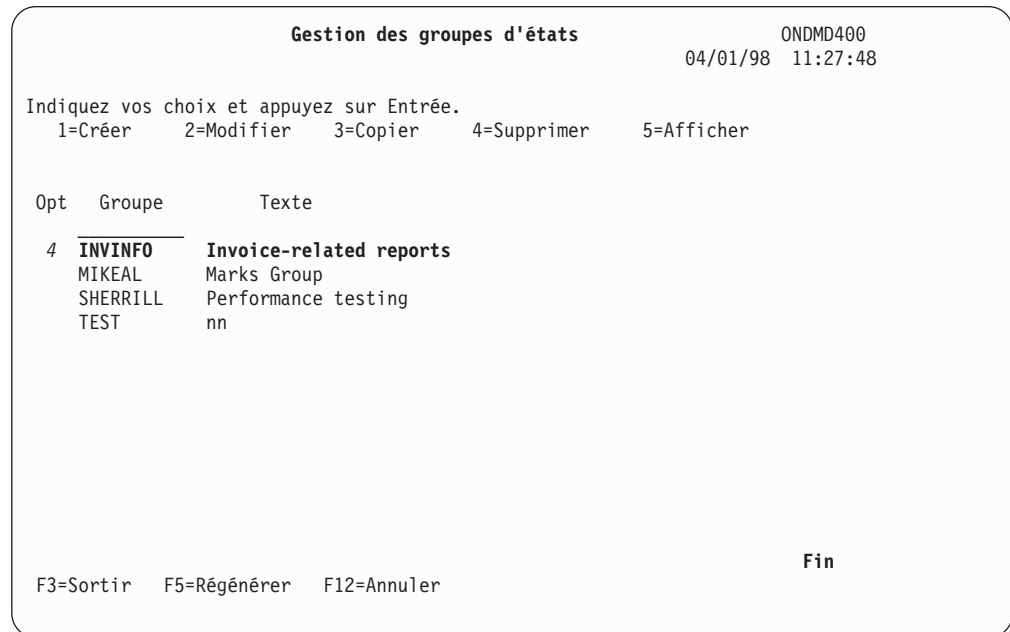 Gestion des groupes d'états ONDMD400
04/01/98 11:27:48
Indiquez vos choix et appuyez sur Entrée.
1=Créer 2=Modifier 3=Copier 4=Supprimer 5=Afficher
Opt Groupe Texte
4 INVINFO Invoice-related reports
MIKEAL Marks Group
SHERRILL Performance testing
TEST nn
Fin
F3=Sortir F5=Régénérer F12=Annuler